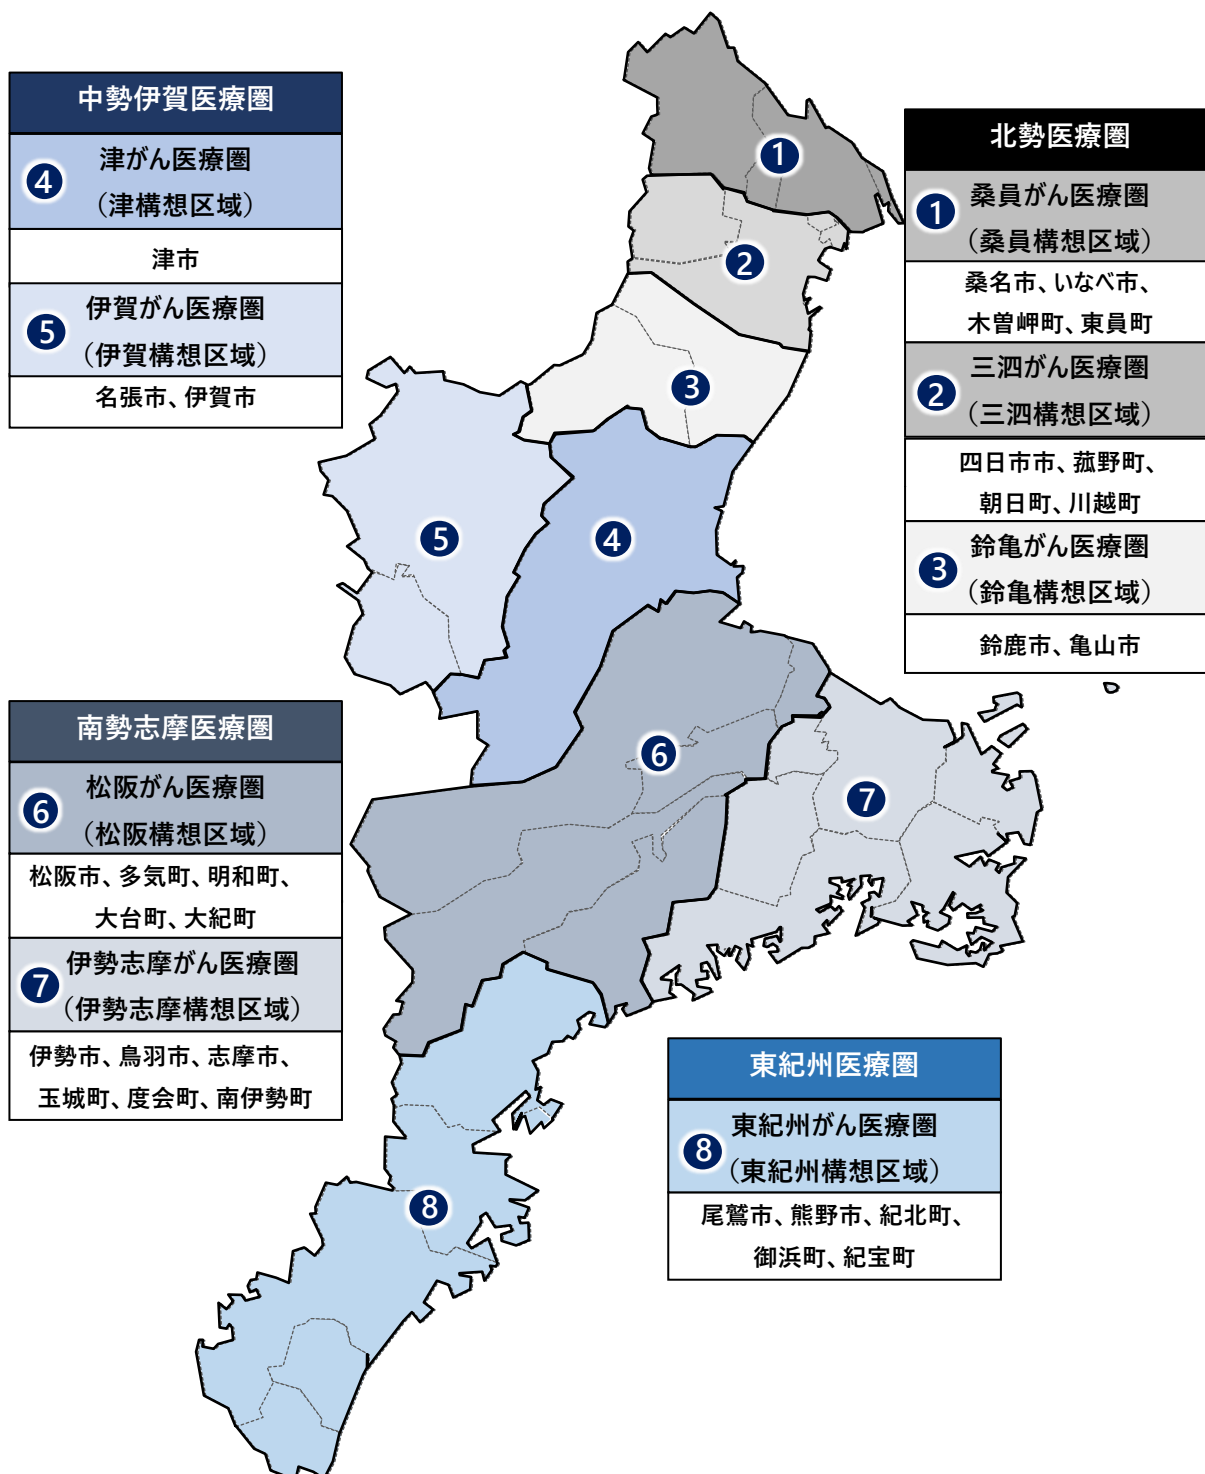 中勢伊賀医療圏
4 津がん医療圏
（津構想区域）
津市
5 伊賀がん医療圏
（伊賀構想区域）
名張市、伊賀市
北勢医療圏
1 桑員がん医療圏
（桑員構想区域）
桑名市、いなべ市、
木曽岬町、東員町
2 三泗がん医療圏
（三泗構想区域）
四日市市、菰野町、
朝日町、川越町
3 鈴亀がん医療圏
（鈴亀構想区域）
鈴鹿市、亀山市
南勢志摩医療圏
6 松阪がん医療圏
（松阪構想区域）
松阪市、多気町、明和町、
大台町、大紀町
7 伊勢志摩がん医療圏
（伊勢志摩構想区域）
伊勢市、鳥羽市、志摩市、
玉城町、度会町、南伊勢町
東紀州医療圏
8 東紀州がん医療圏
（東紀州構想区域）
尾鷲市、熊野市、紀北町、
御浜町、紀宝町
1
2
3
5
4
6
7
8